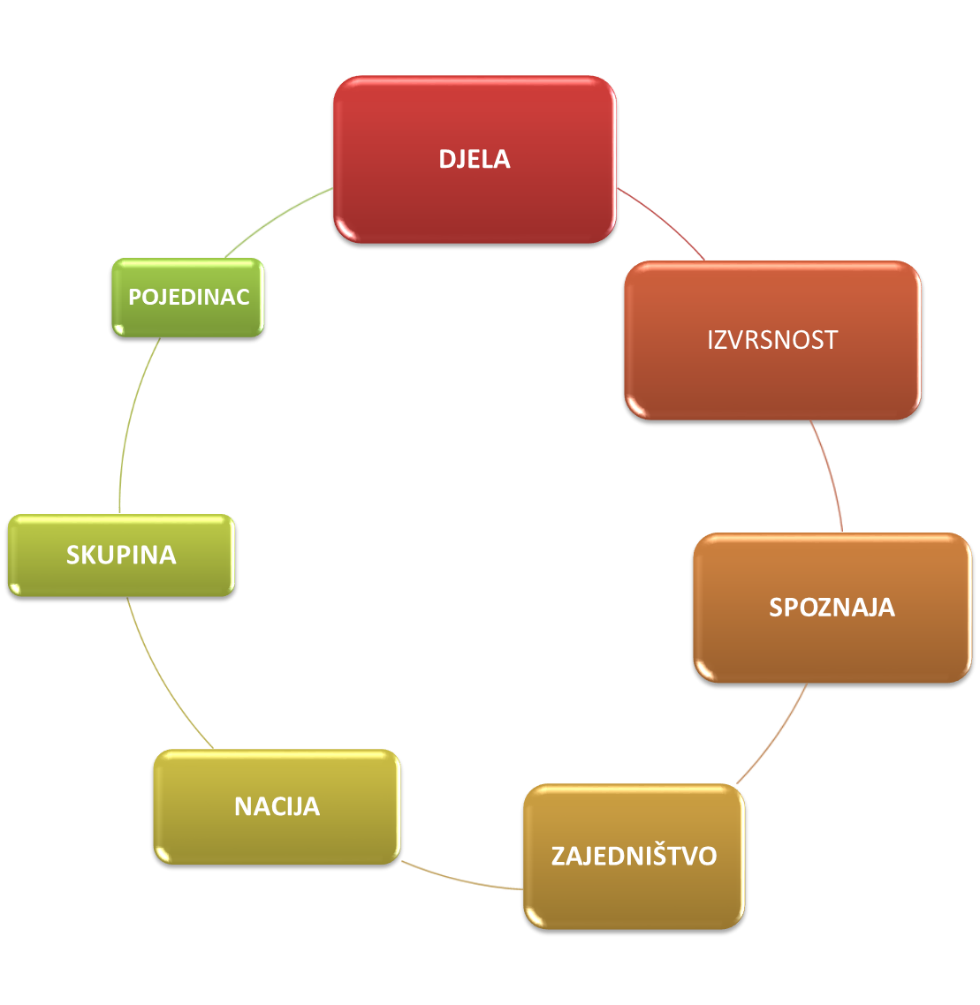 DJELA
IZVRSNOST
SPOZNAJA
ZAJEDNIŠTVO
NACIJA
SKUPINA
POJEDINAC